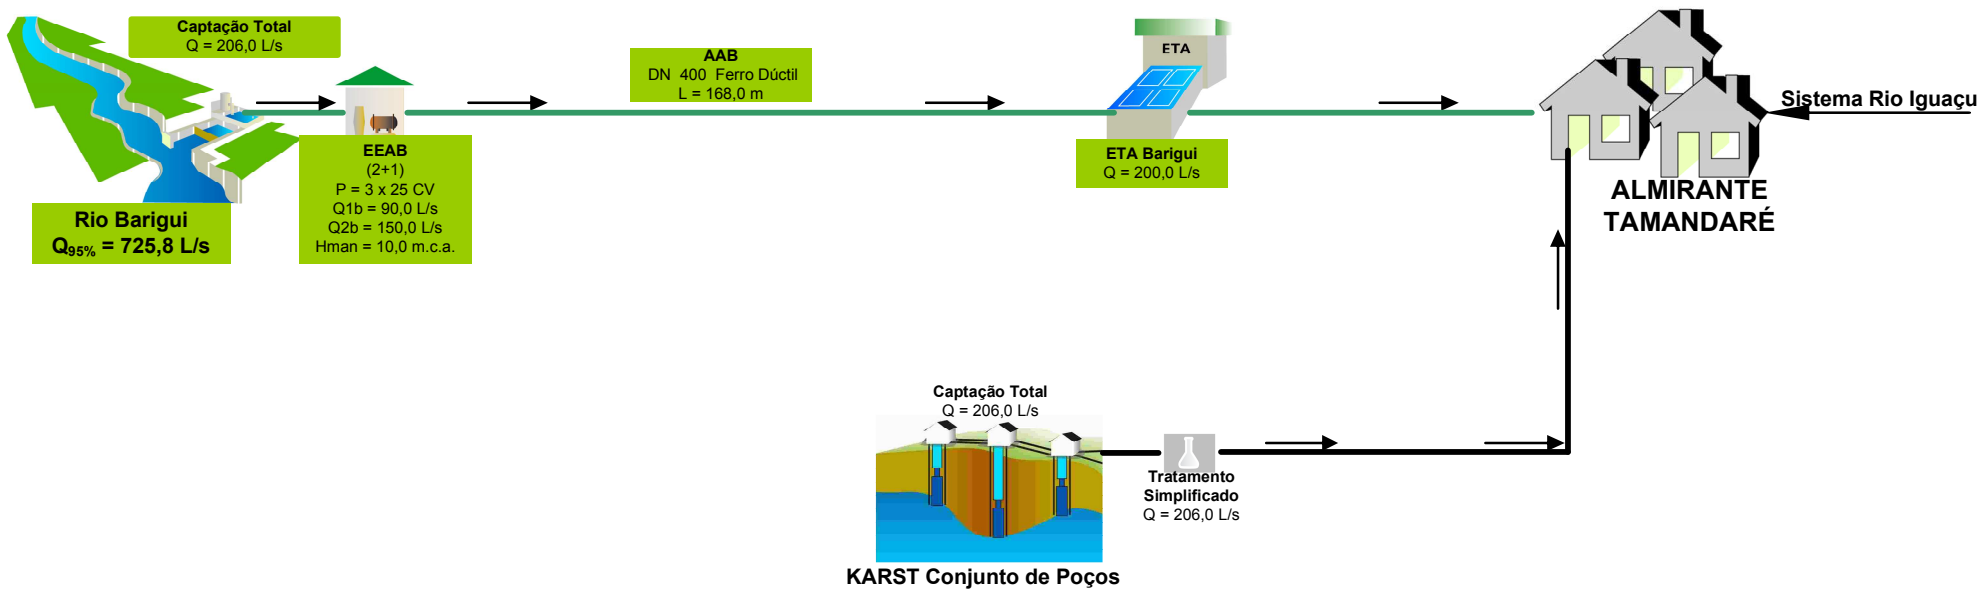 Captação Total
Q = 206,0 L/s
AAB
DN  400  Ferro Dúctil
L = 168,0 m
ETA
Sistema Rio Iguaçu
EEAB
(2+1)
P = 3 x 25 CV
Q1b = 90,0 L/s
Q2b = 150,0 L/s
Hman = 10,0 m.c.a.
ETA Barigui
Q = 200,0 L/s
Rio Barigui
Q95% = 725,8 L/s
ALMIRANTE
TAMANDARÉ
Captação Total
Q = 206,0 L/s
Tratamento
Simplificado
Q = 206,0 L/s
KARST Conjunto de Poços